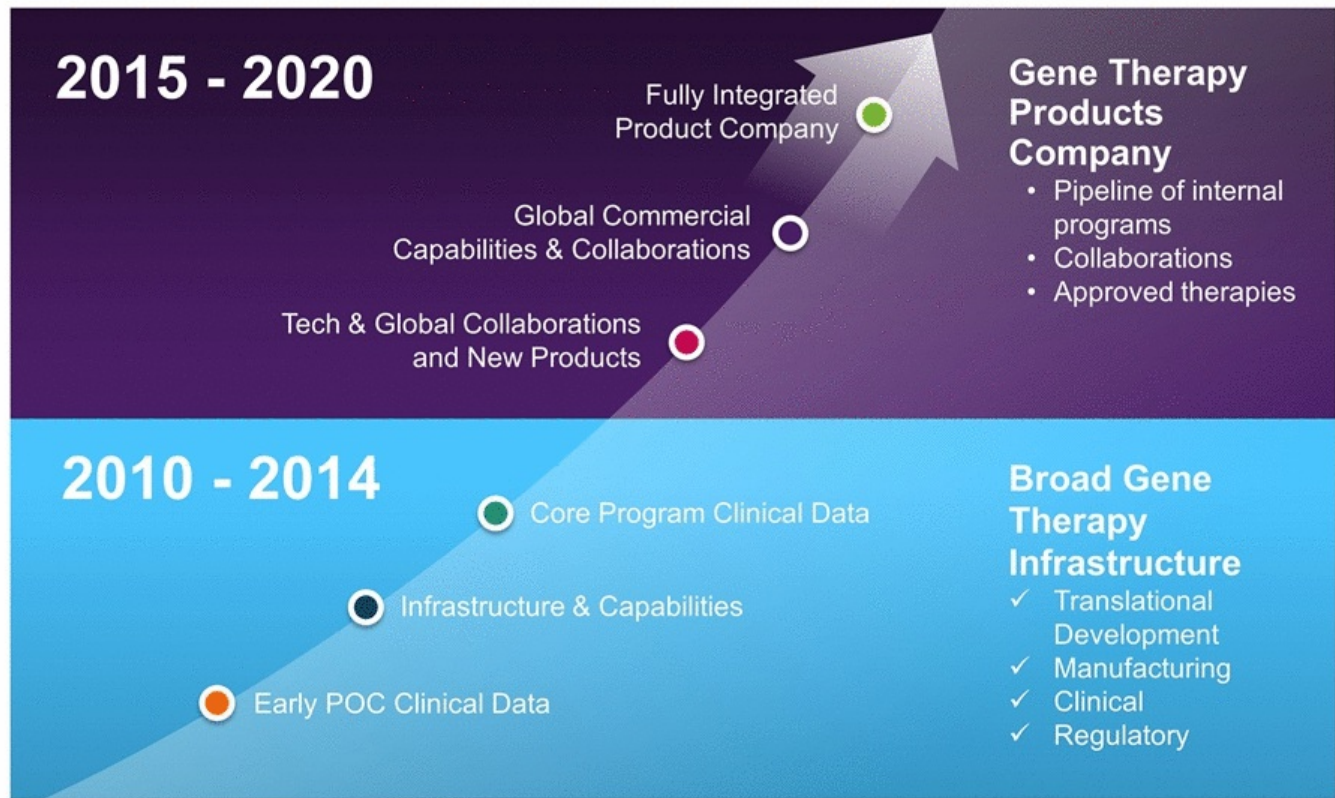 2015 - 2020
Fully Integrated
Product Company
Global Commercial
Capabilities & Collaborations
Tech & Global Collaborations
and New Products
Gene Therapy
Products
Company
• Pipeline of internal
programs
• Collaborations
• Approved therapies
2010 - 2014
Core Program Clinical Data
Infrastructure & Capabilities
Early POC Clinical Data
Broad Gene
Therapy
Infrastructure
✓ Translational
Development
✓ Manufacturing
✓ Clinical
✓ Regulatory